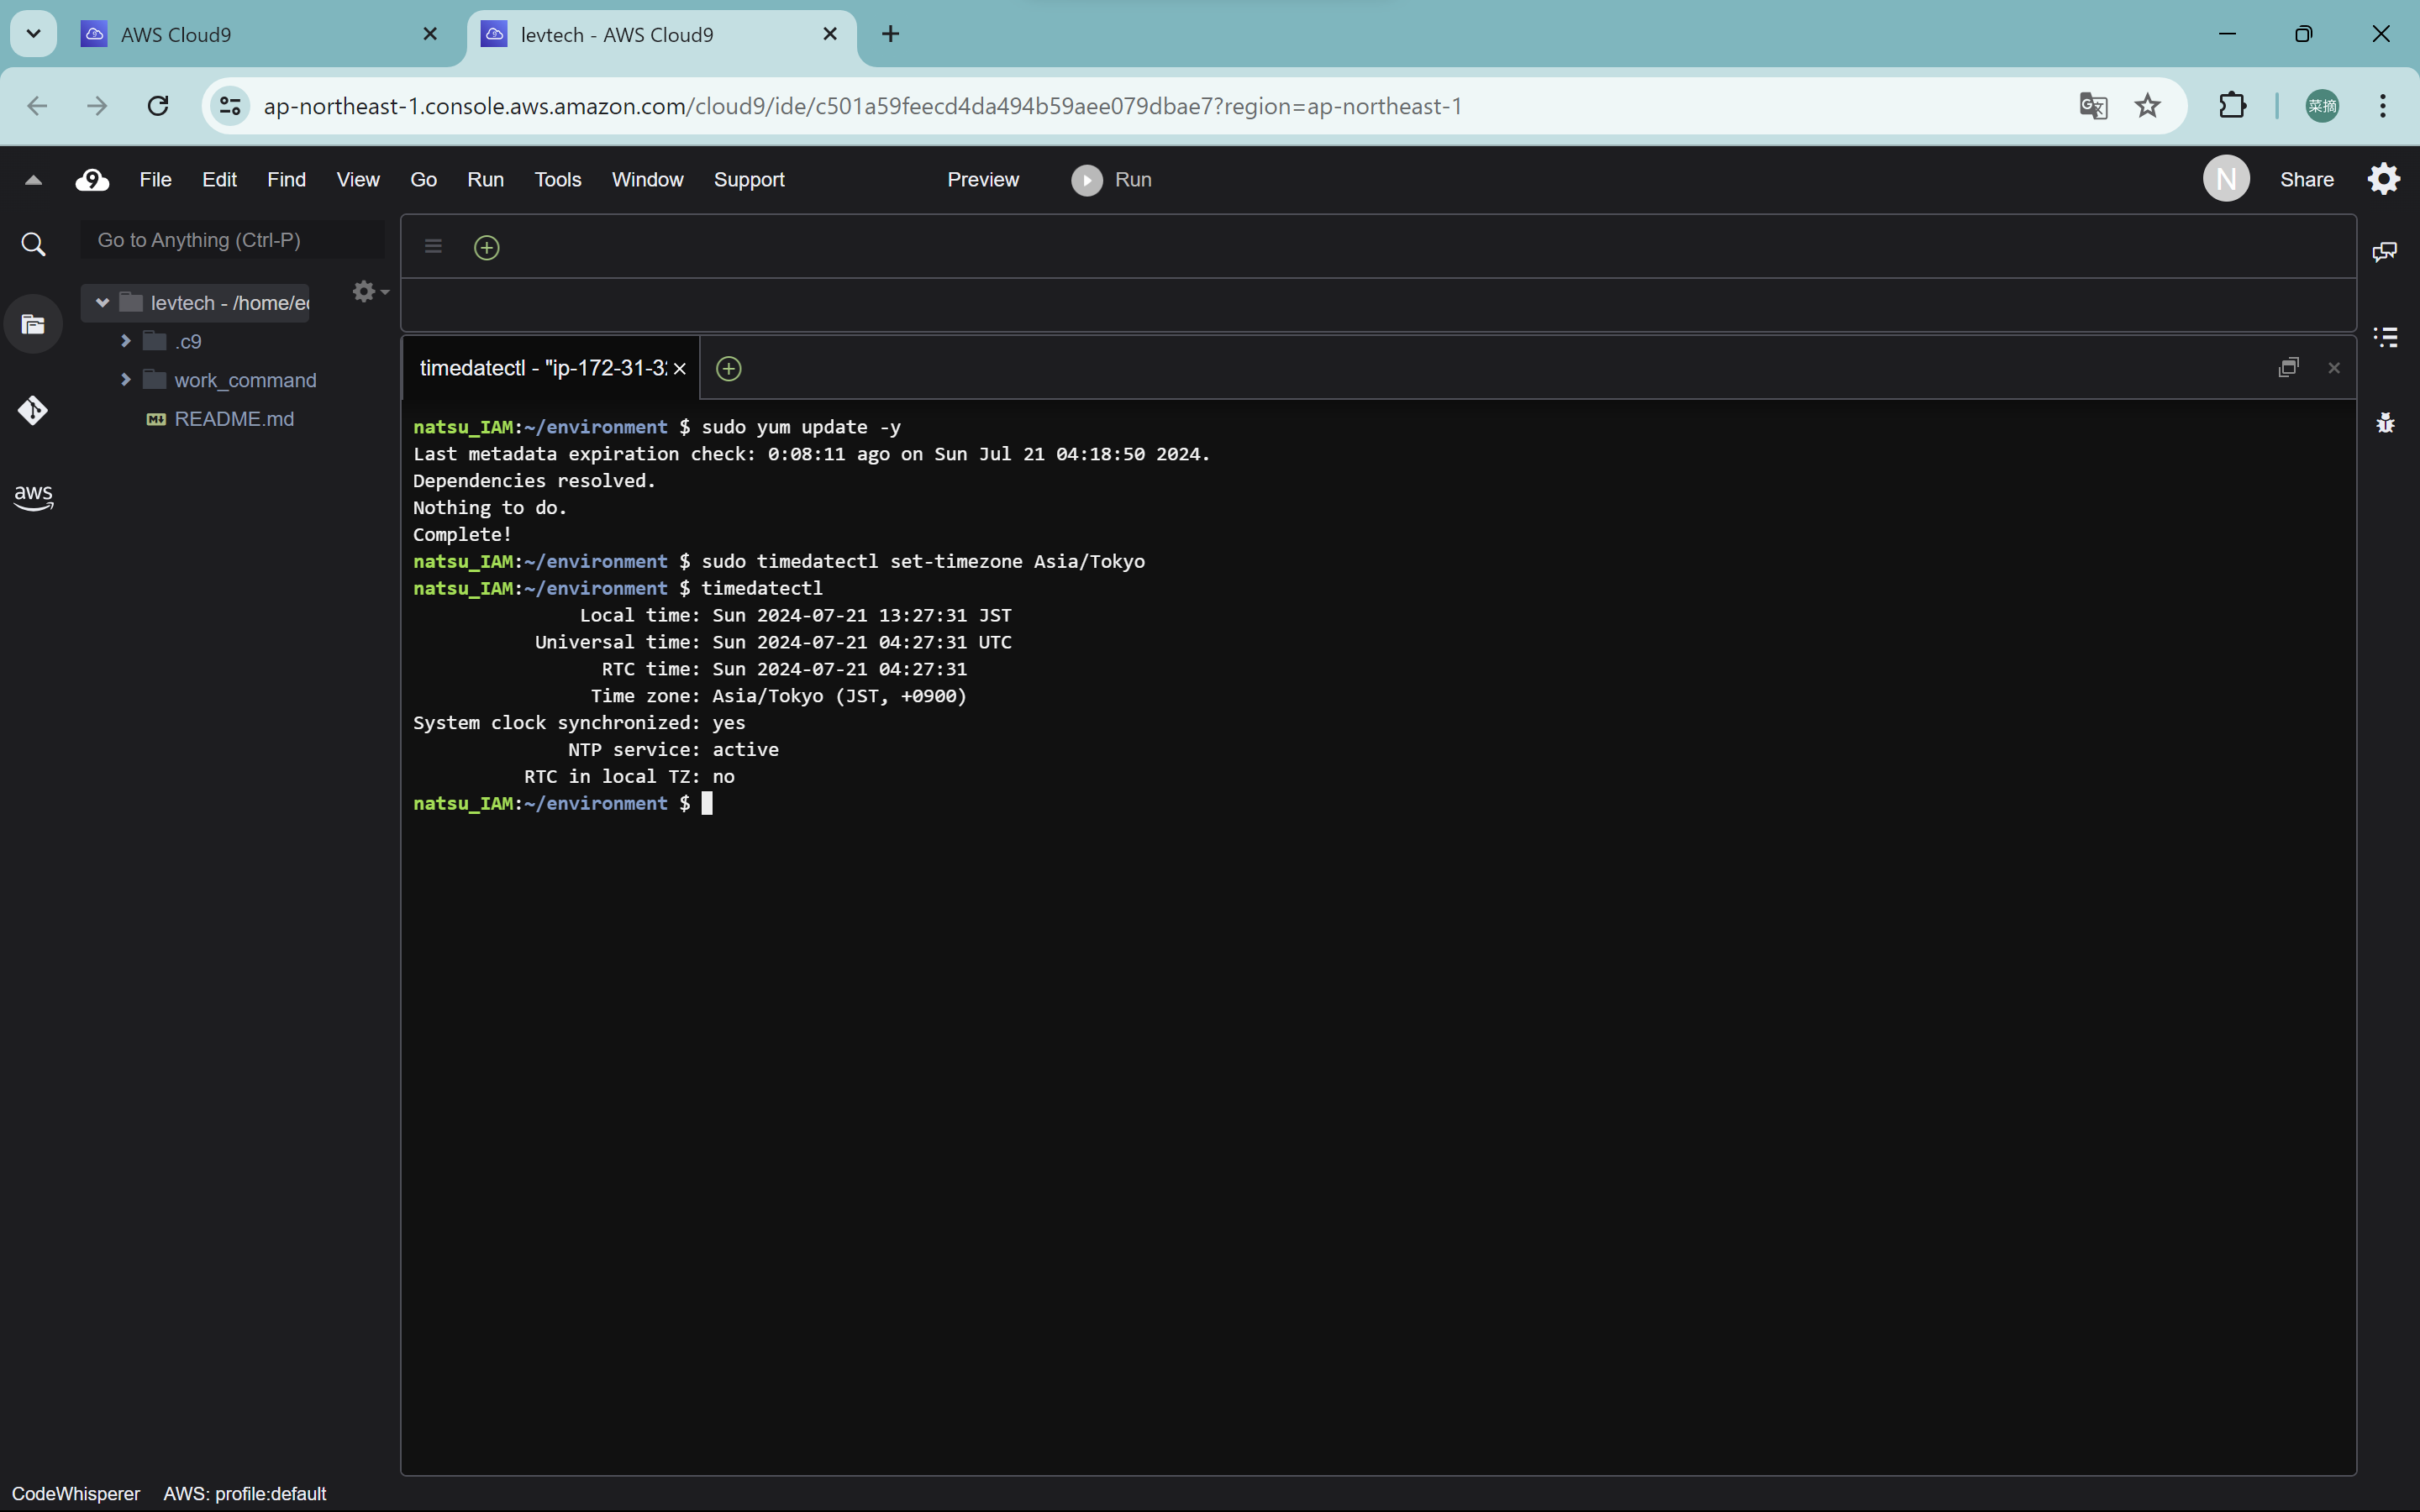 AWS Cloud9
levtech - AWS Cloud9
ap-northeast-1.console.aws.amazon.com/cloud9/ide/c501a59feecd4da494b59aee079dbae7?region=ap-northeast-1
菜摘
9 File Edit Find View Go Run Tools Window Support Preview Run N Share
Go to Anything (Ctrl-P)
levtech - /home/ec
.c9
work_command
README.md
aws
timedatectl - "ip-172-31-32
natsu_IAM:~/environment $ sudo yum update -y
Last metadata expiration check: 0:08:11 ago on Sun Jul 21 04:18:50 2024.
Dependencies resolved.
Nothing to do.
Complete!
natsu_IAM:~/environment $ sudo timedatectl set-timezone Asia/Tokyo
natsu_IAM:~/environment $ timedatectl
Local time: Sun 2024-07-21 13:27:31 JST
Universal time: Sun 2024-07-21 04:27:31 UTC
RTC time: Sun 2024-07-21 04:27:31
Time zone: Asia/Tokyo (JST, +0900)
System clock synchronized: yes
NTP service: active
RTC in local TZ: no
natsu_IAM:~/environment $
CodeWhisperer AWS: profile:default